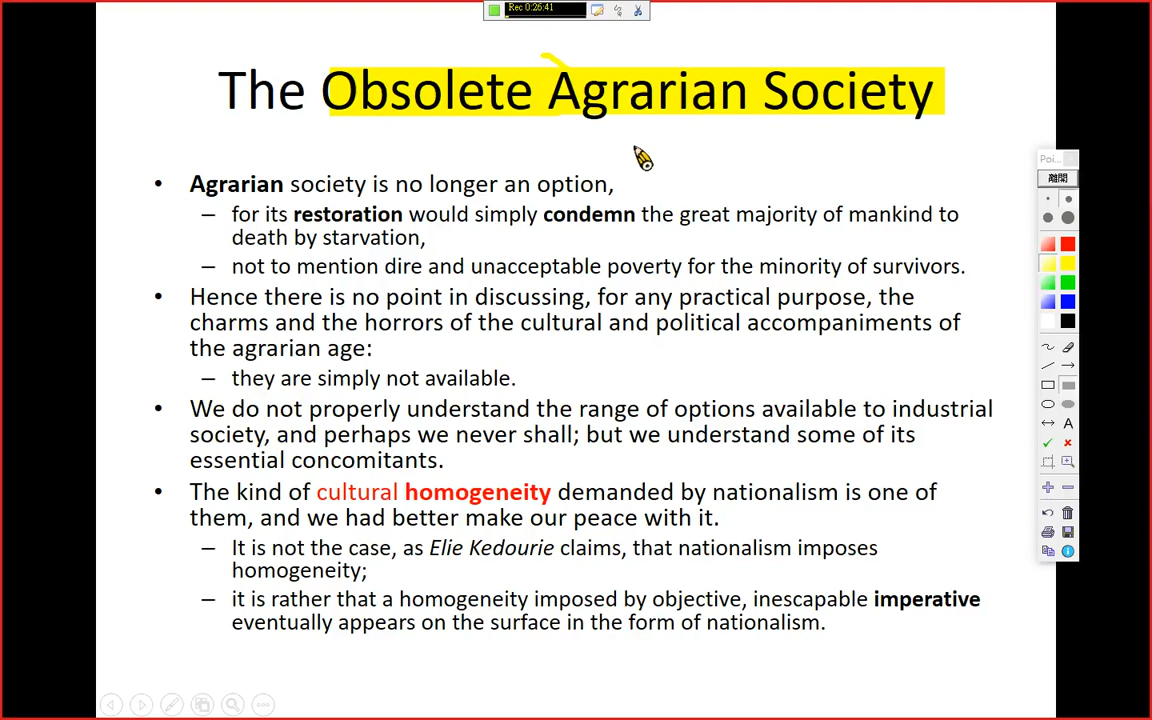 Rec 0:26:41
The Obsolete Agrarian Society
Poi...
離開
• Agrarian society is no longer an option,
– for its restoration would simply condemn the great majority of mankind to
death by starvation,
– not to mention dire and unacceptable poverty for the minority of survivors.
• Hence there is no point in discussing, for any practical purpose, the
charms and the horrors of the cultural and political accompaniments of
the agrarian age:
– they are simply not available.
• We do not properly understand the range of options available to industrial
society, and perhaps we never shall; but we understand some of its
essential concomitants.
• The kind of cultural homogeneity demanded by nationalism is one of
them, and we had better make our peace with it.
– It is not the case, as Elie Kedourie claims, that nationalism imposes
homogeneity;
– it is rather that a homogeneity imposed by objective, inescapable imperative
eventually appears on the surface in the form of nationalism.
A